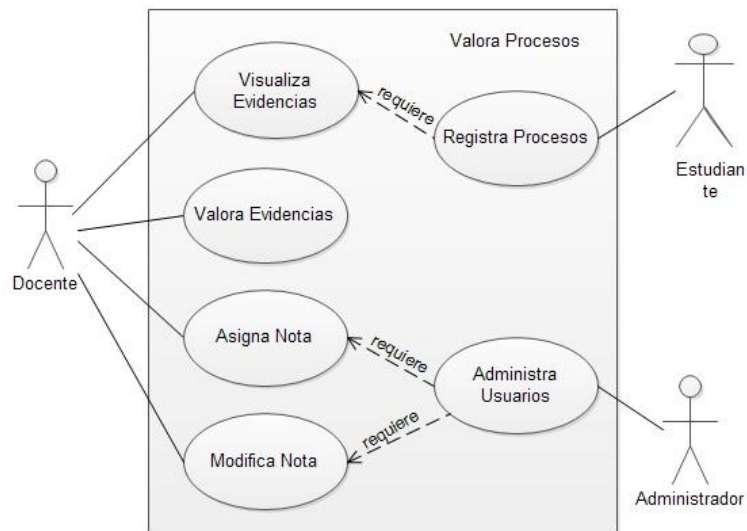 Valora Procesos
Visualiza
Evidencias
requiere
Registra Procesos
Estudian
te
Valora Evidencias
Docente
Asigna Nota
requiere
Administra
Usuarios
requiere
Modifica Nota
Administrador